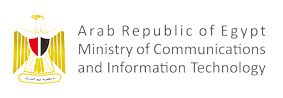 Arab Republic of Egypt
Ministry of Communications
and Information Technology